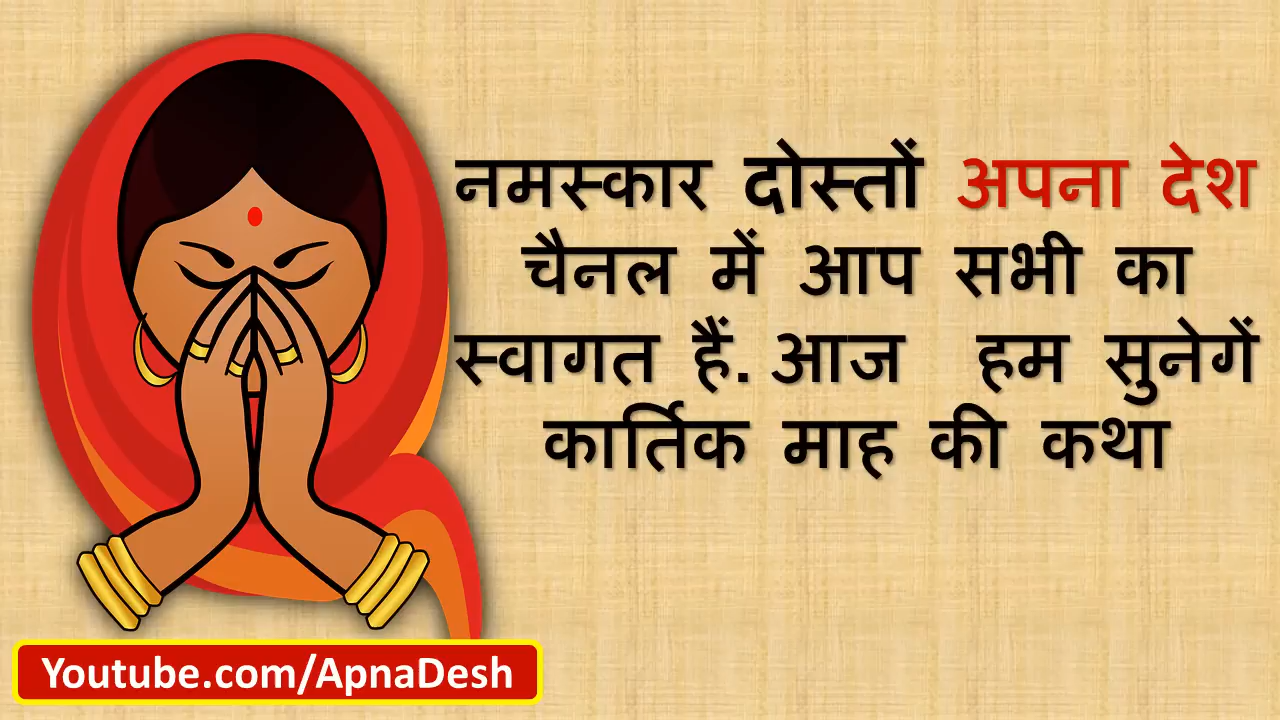 नमस्कार दोस्तों अपना देश
चैनल में आप सभी का
स्वागत हैं. आज हम सुनेगें
कार्तिक माह की कथा
Youtube.com/ApnaDesh